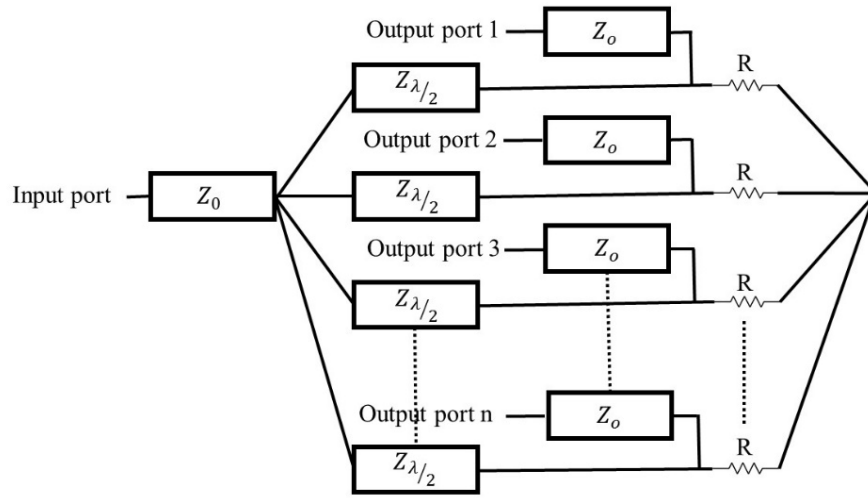 Output port 1
Z_o
R
Z_λ/2
Output port 2
Z_o
R
Input port
Z_0
Z_λ/2
Output port 3
Z_o
R
Z_λ/2
Output port n
Z_o
R
Z_λ/2